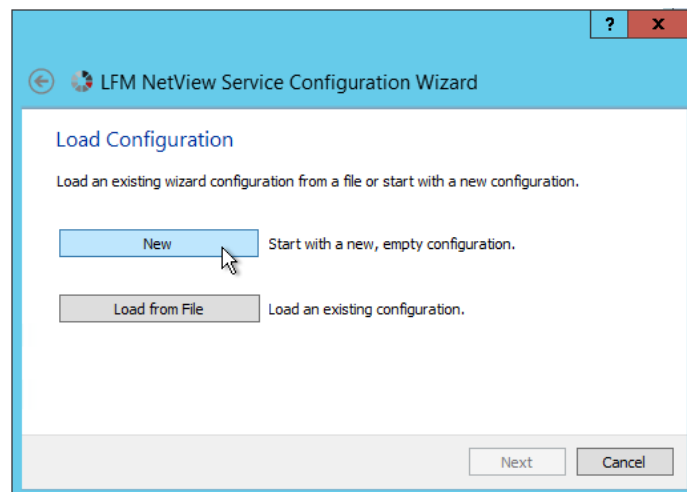 ? x
LFM NetView Service Configuration Wizard
Load Configuration
Load an existing wizard configuration from a file or start with a new configuration.
New Start with a new, empty configuration.
Load from File Load an existing configuration.
Next Cancel